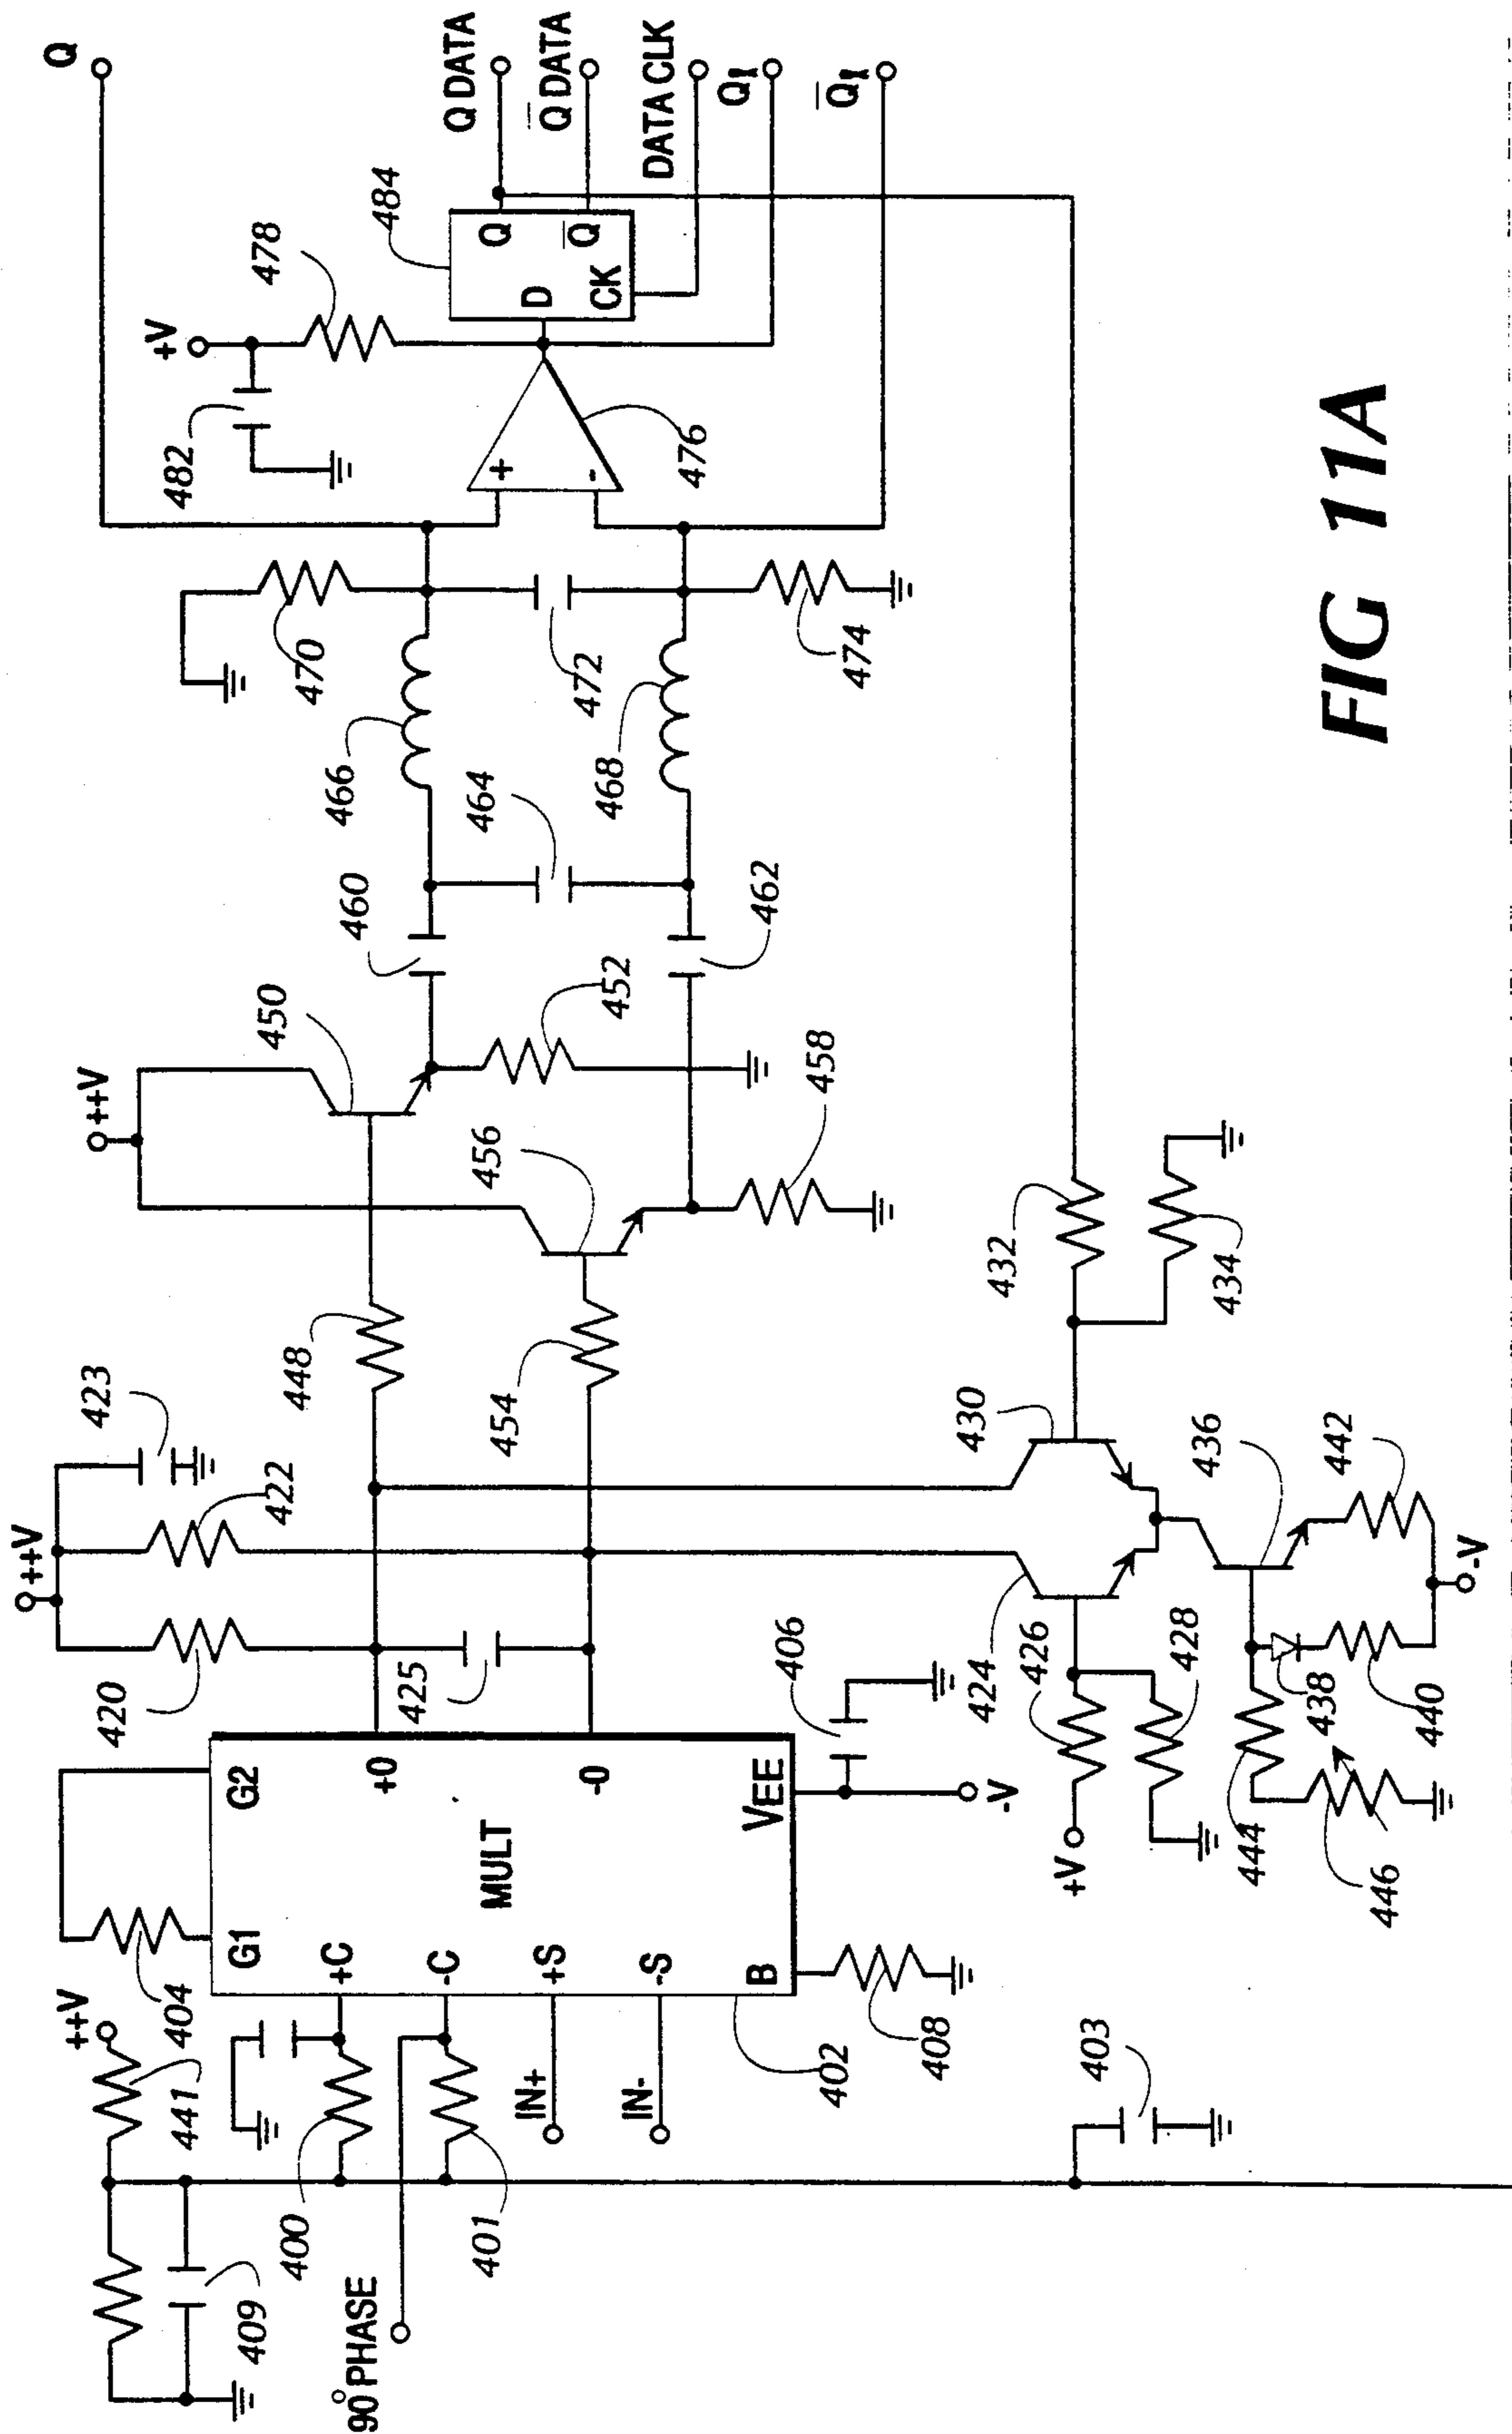 Q
Q DATA
Q̅ DATA
DATA CLK
Q₁
Q̅₁
+V
478
482
484
Q
Q̅
D
CK
+
-
476
470
472
474
466
468
464
460
462
450
452
456
458
++V
448
454
432
434
++V
423
422
420
425
406
430
424
436
442
426
428
438
440
444
446
+V
-V
-V
G1
G2
+C
-C
+S
-S
+0
-0
MULT
VEE
B
404
++V
441
400
401
402
408
403
409
IN+
IN-
90° PHASE
FIG 11A